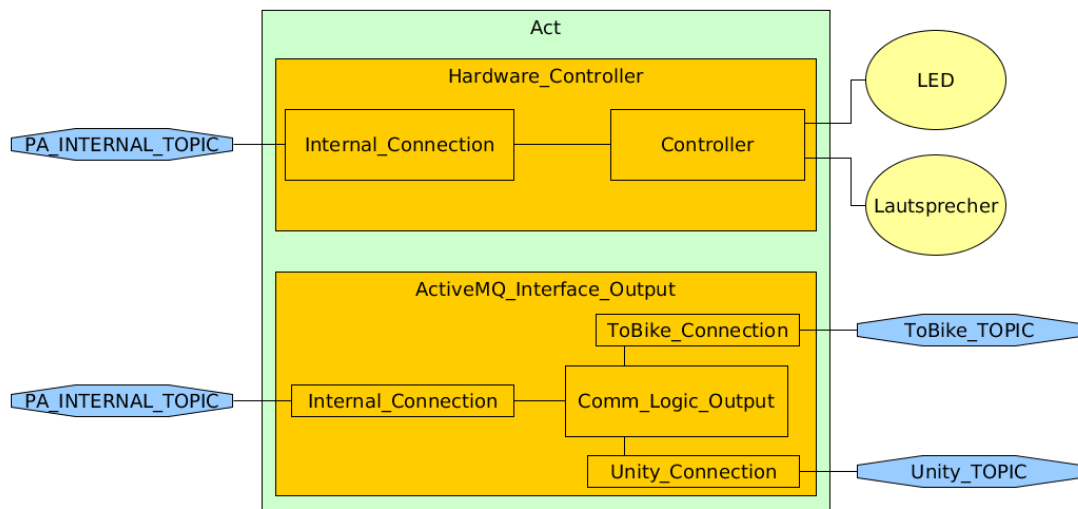 Act
Hardware_Controller
LED
PA_INTERNAL_TOPIC
Internal_Connection
Controller
Lautsprecher
ActiveMQ_Interface_Output
ToBike_Connection
ToBike_TOPIC
PA_INTERNAL_TOPIC
Internal_Connection
Comm_Logic_Output
Unity_Connection
Unity_TOPIC